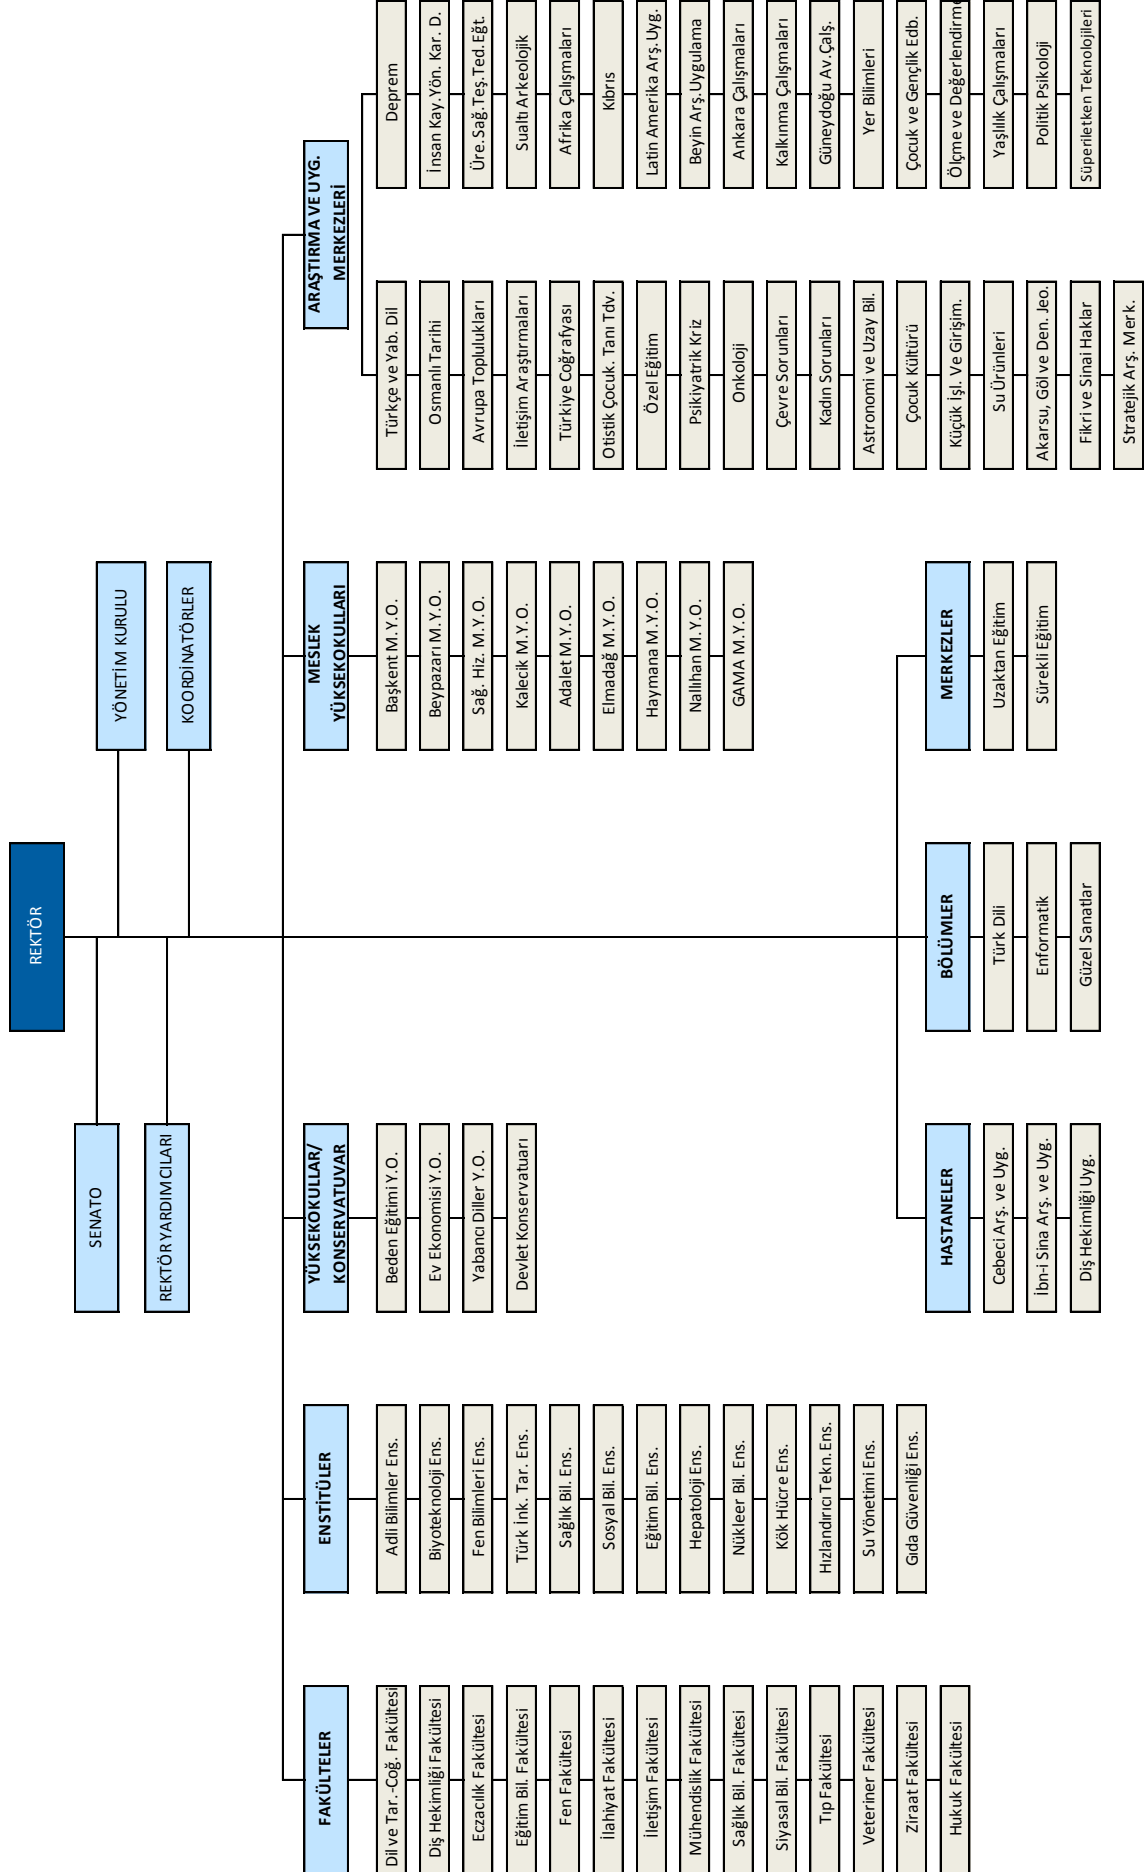 REKTÖR
SENATO
YÖNETİM KURULU
REKTÖR YARDIMCILARI
KOORDİNATÖRLER
FAKÜLTELER
Dil ve Tar.-Coğ. Fakültesi
Diş Hekimliği Fakültesi
Eczacılık Fakültesi
Eğitim Bil. Fakültesi
Fen Fakültesi
İlahiyat Fakültesi
İletişim Fakültesi
Mühendislik Fakültesi
Sağlık Bil. Fakültesi
Siyasal Bil. Fakültesi
Tıp Fakültesi
Veteriner Fakültesi
Ziraat Fakültesi
Hukuk Fakültesi
ENSTİTÜLER
Adli Bilimler Ens.
Biyoteknoloji Ens.
Fen Bilimleri Ens.
Türk İnk. Tar. Ens.
Sağlık Bil. Ens.
Sosyal Bil. Ens.
Eğitim Bil. Ens.
Hepatoloji Ens.
Nükleer Bil. Ens.
Kök Hücre Ens.
Hızlandırıcı Tekn. Ens.
Su Yönetimi Ens.
Gıda Güvenliği Ens.
YÜKSEKOKULLAR/
KONSERVATUVAR
Beden Eğitimi Y.O.
Ev Ekonomisi Y.O.
Yabancı Diller Y.O.
Devlet Konservatuarı
MESLEK
YÜKSEKOKULLARI
Başkent M.Y.O.
Beypazarı M.Y.O.
Sağ. Hiz. M.Y.O.
Kalecik M.Y.O.
Adalet M.Y.O.
Elmadağ M.Y.O.
Haymana M.Y.O.
Nallıhan M.Y.O.
GAMA M.Y.O.
ARAŞTIRMA VE UYG.
MERKEZLERİ
Türkçe ve Yab. Dil
Osmanlı Tarihi
Avrupa Toplulukları
İletişim Araştırmaları
Türkiye Coğrafyası
Otistik Çocuk. Tanı Tdv.
Özel Eğitim
Psikiyatrik Kriz
Onkoloji
Çevre Sorunları
Kadın Sorunları
Astronomi ve Uzay Bil.
Çocuk Kültürü
Küçük İşl. Ve Girişim.
Su Ürünleri
Akarsu, Göl ve Den. Jeo.
Fikri ve Sinai Haklar
Stratejik Arş. Merk.
Deprem
İnsan Kay.Yön. Kar. D.
Üre.Sağ.Teş.Ted.Eğt.
Sualtı Arkeolojik
Afrika Çalışmaları
Kıbrıs
Latin Amerika Arş. Uyg.
Beyin Arş.Uygulama
Ankara Çalışmaları
Kalkınma Çalışmaları
Güneydoğu Av.Çalş.
Yer Bilimleri
Çocuk ve Gençlik Edb.
Ölçme ve Değerlendirme
Yaşlılık Çalışmaları
Politik Psikoloji
Süperiletken Teknolojileri
HASTANELER
Cebeci Arş. ve Uyg.
İbn-i Sina Arş. ve Uyg.
Diş Hekimliği Uyg.
BÖLÜMLER
Türk Dili
Enformatik
Güzel Sanatlar
MERKEZLER
Uzaktan Eğitim
Sürekli Eğitim